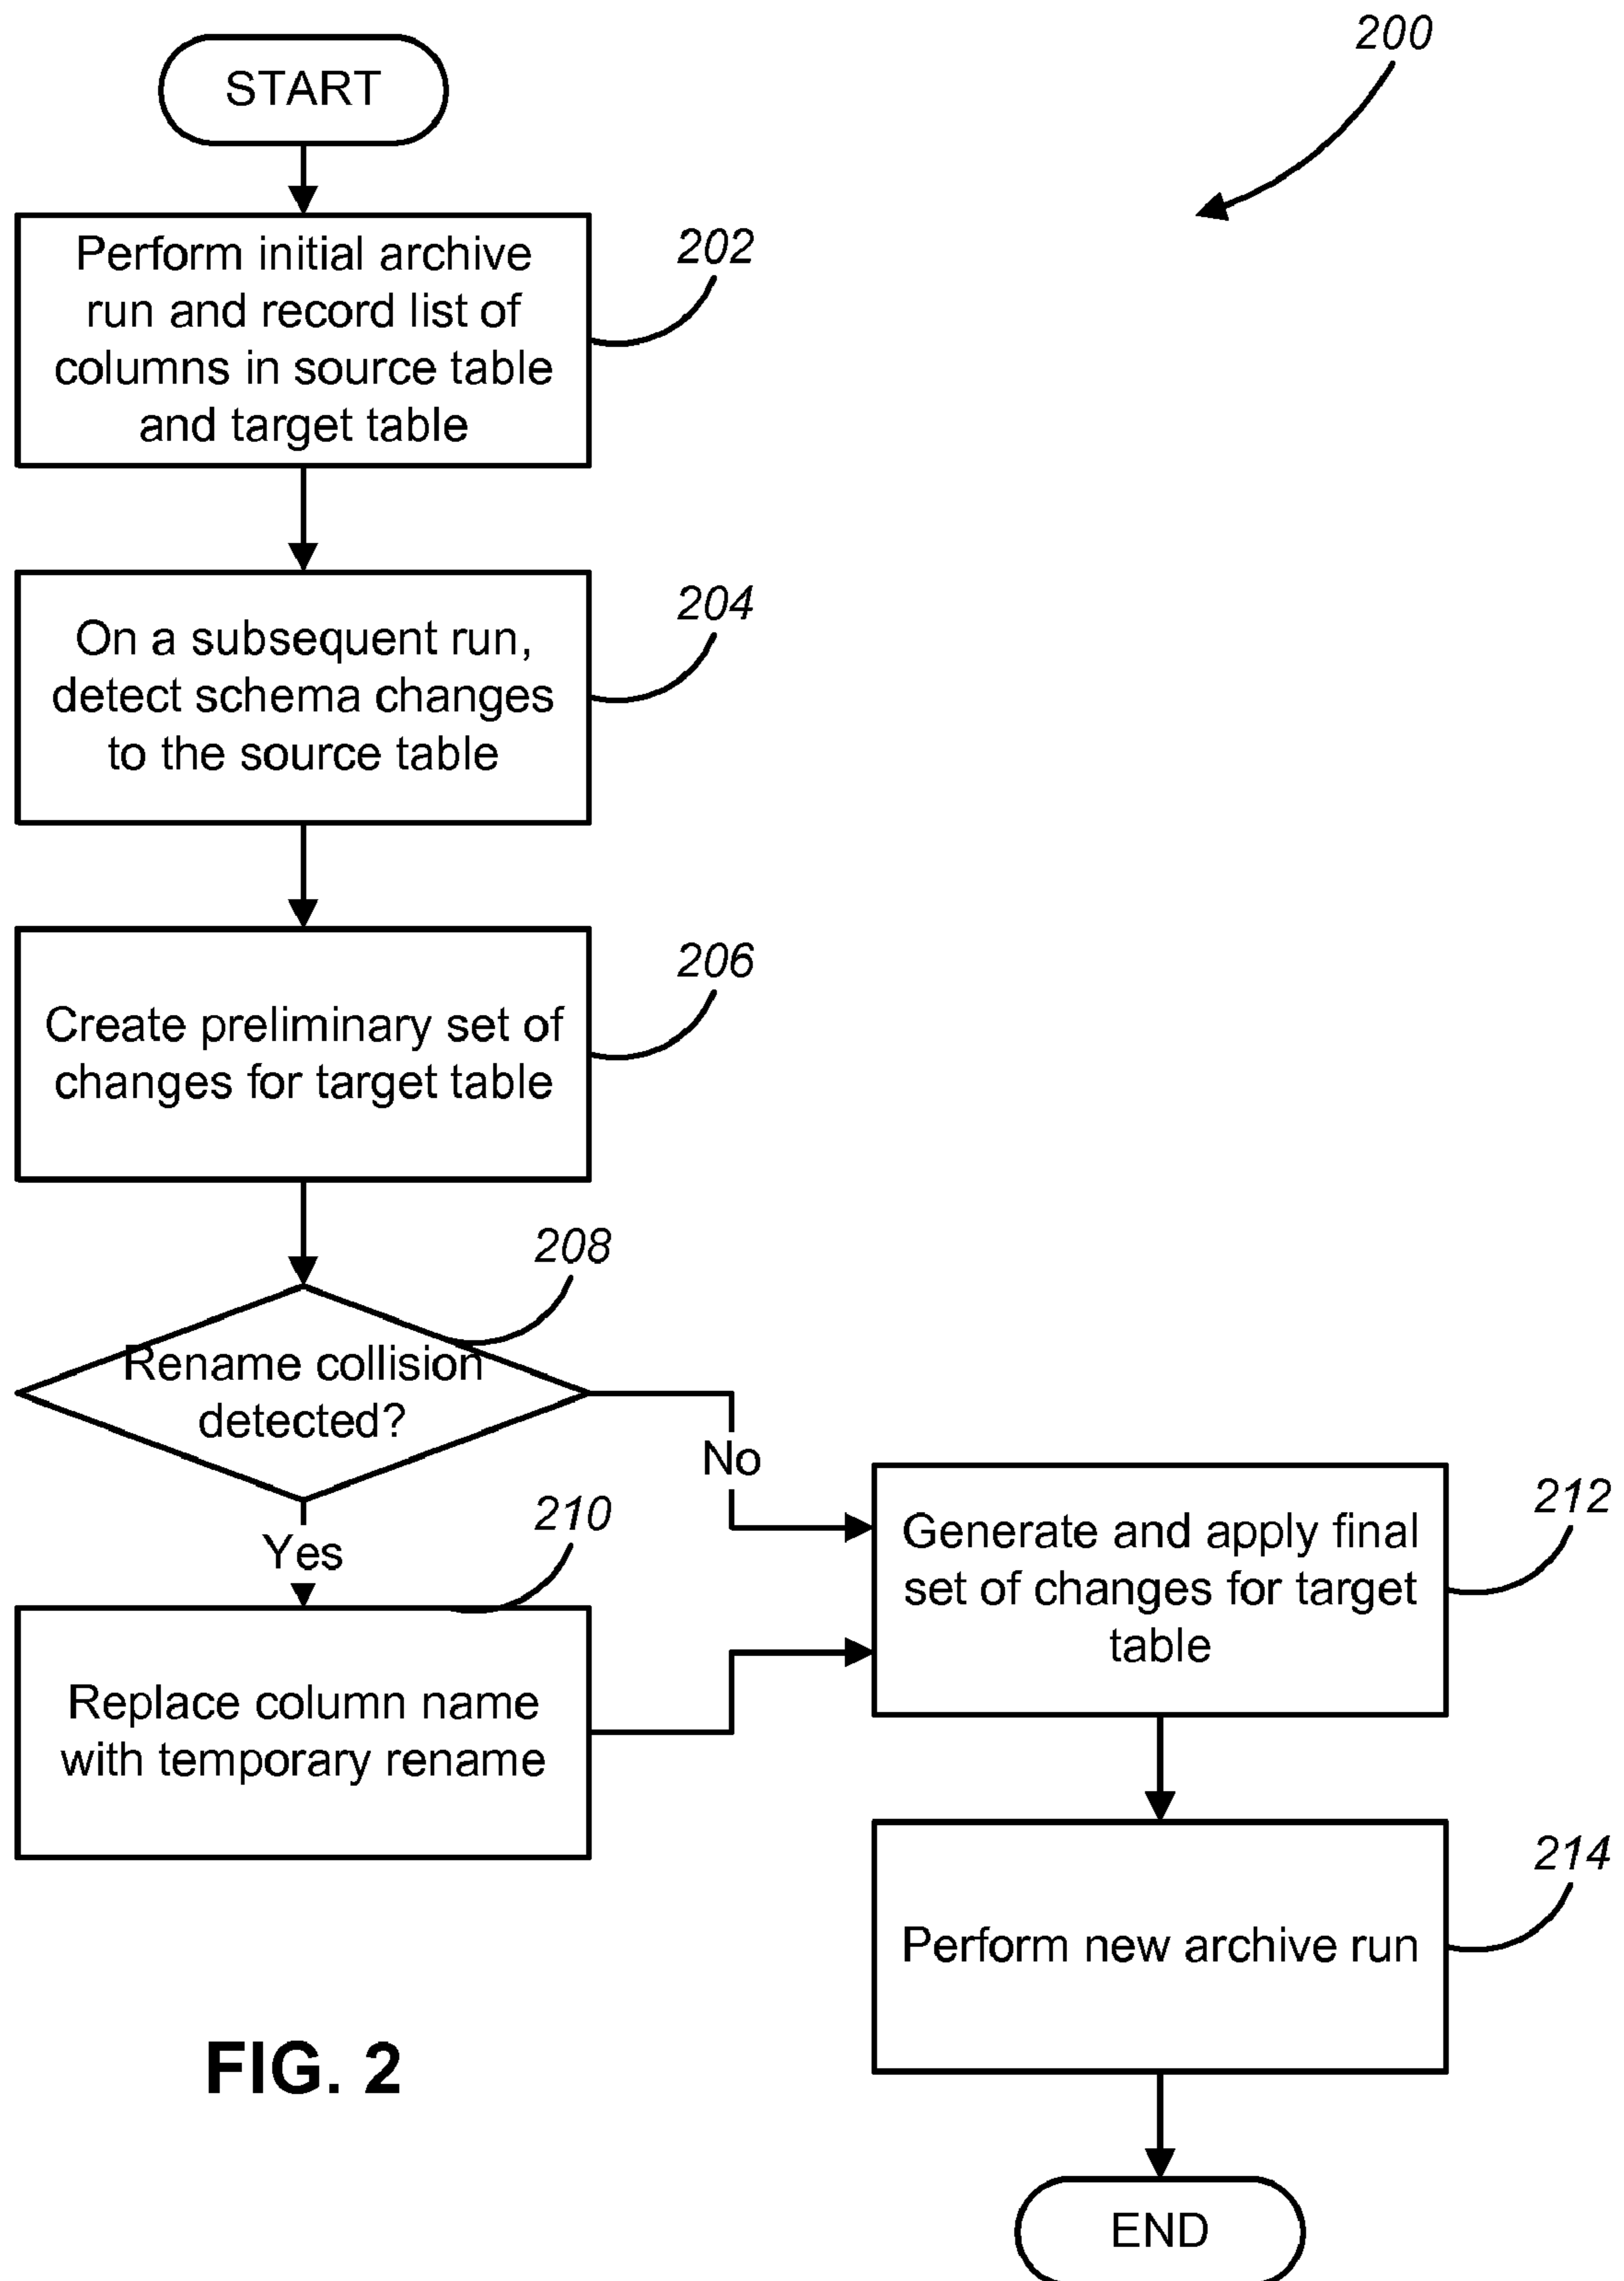 200
START
Perform initial archive
run and record list of
columns in source table
and target table
202
On a subsequent run,
detect schema changes
to the source table
204
Create preliminary set of
changes for target table
206
Rename collision
detected?
208
No
Yes
Replace column name
with temporary rename
210
Generate and apply final
set of changes for target
table
212
Perform new archive run
214
END
FIG. 2